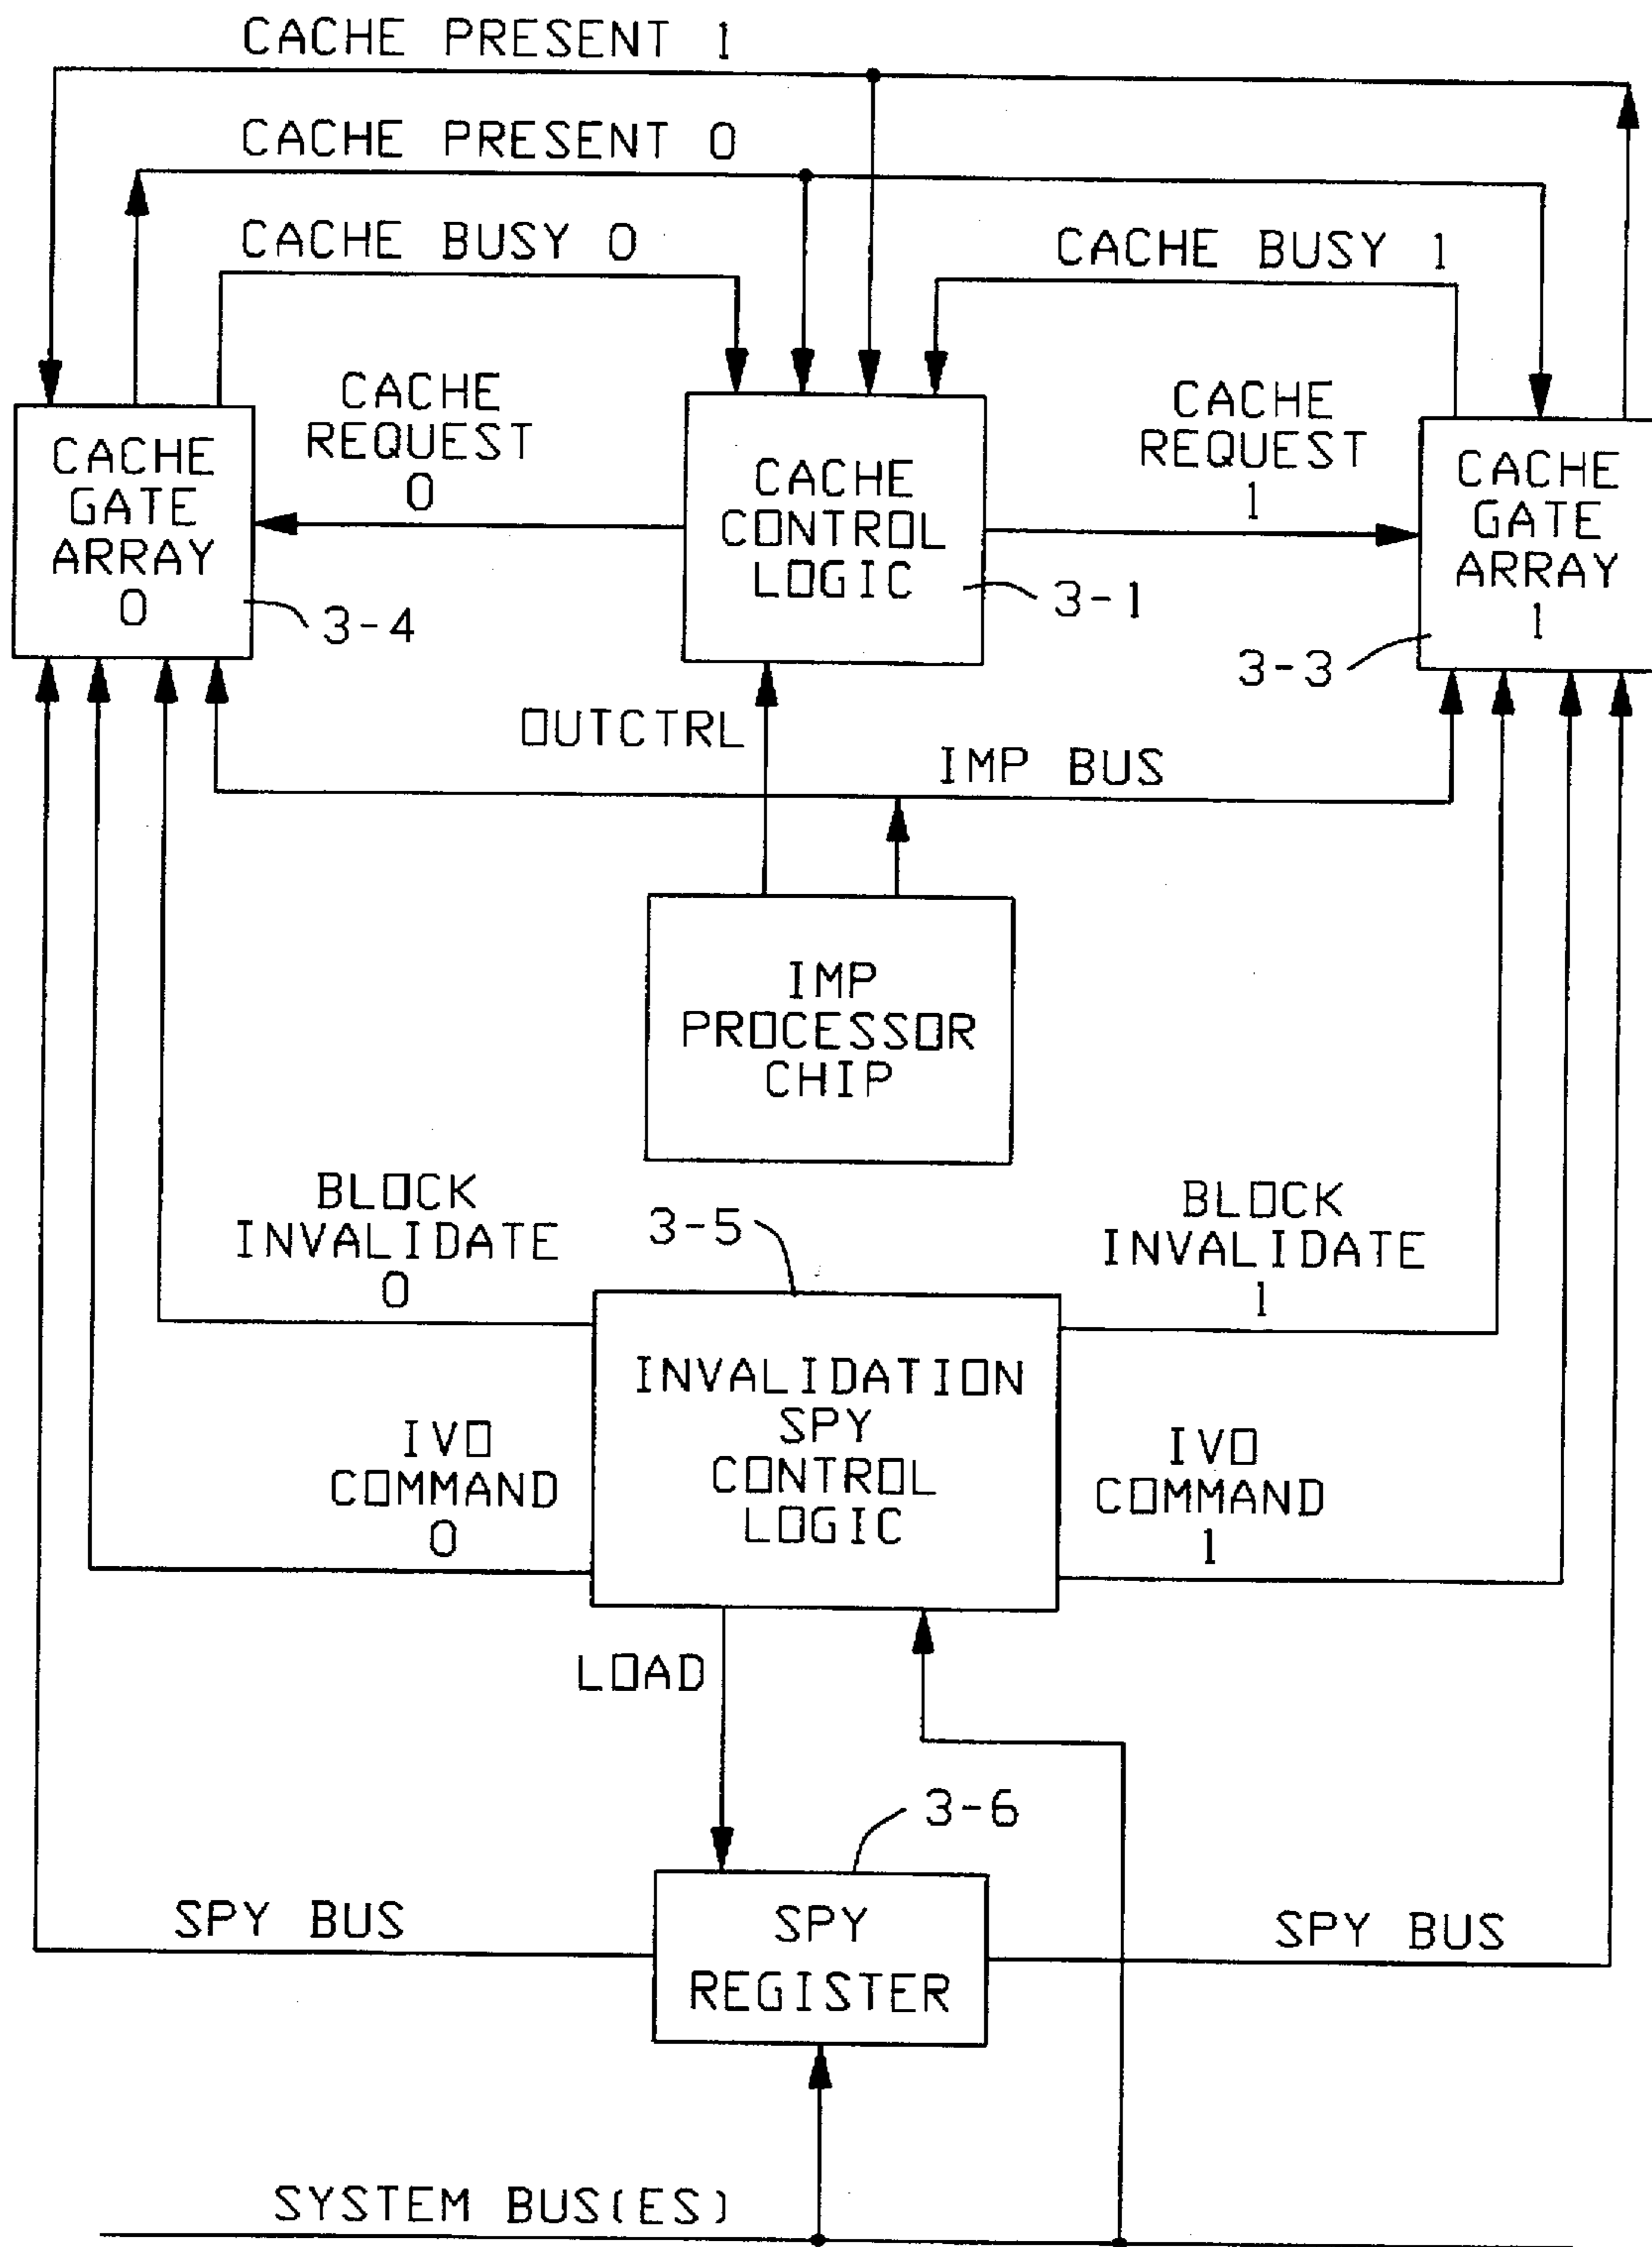 CACHE PRESENT 1
CACHE PRESENT 0
CACHE BUSY 0
CACHE BUSY 1
CACHE
REQUEST
0
CACHE
REQUEST
1
CACHE
GATE
ARRAY
0
CACHE
CONTROL
LOGIC
CACHE
GATE
ARRAY
1
3-4
3-1
3-3
OUTCTRL
IMP BUS
IMP
PROCESSOR
CHIP
BLOCK
INVALIDATE
0
3-5
BLOCK
INVALIDATE
1
INVALIDATION
SPY
CONTROL
LOGIC
IVO
COMMAND
0
IVO
COMMAND
1
LOAD
3-6
SPY BUS
SPY
REGISTER
SPY BUS
SYSTEM BUS(ES)